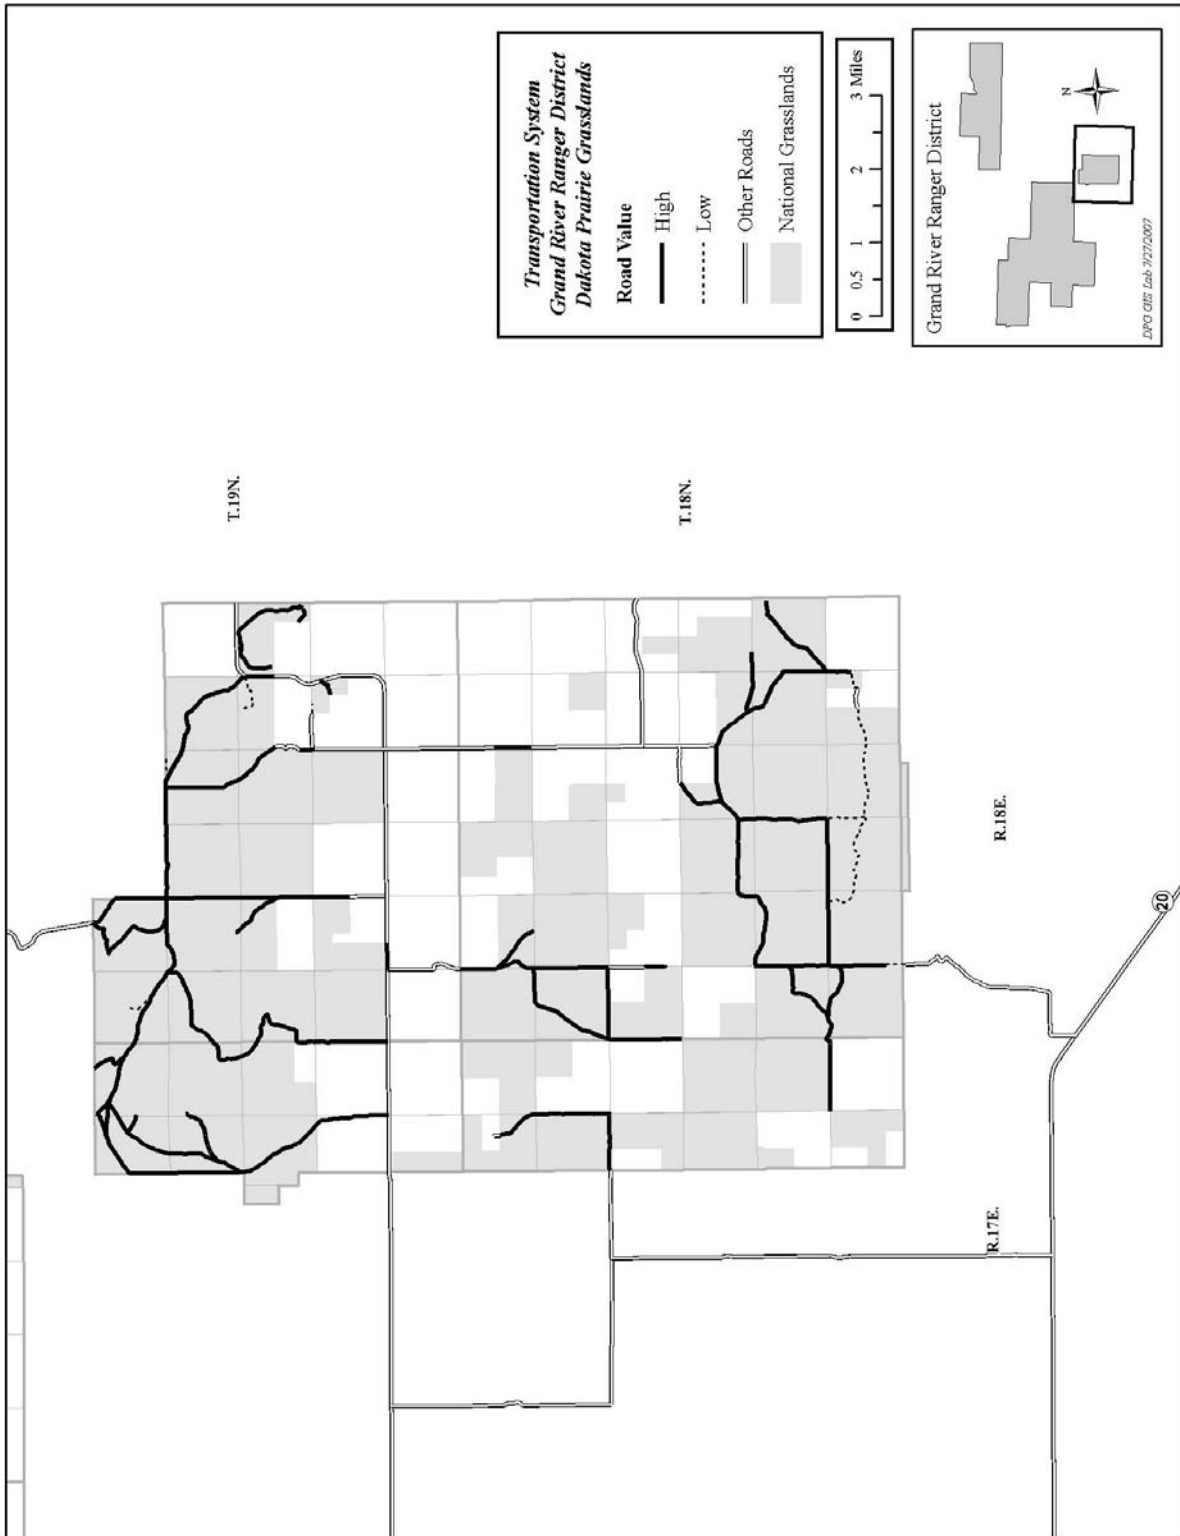 Transportation System
Grand River Ranger District
Dakota Prairie Grasslands
Road Value
High
Low
Other Roads
National Grasslands
0 0.5 1 2 3 Miles
Grand River Ranger District
N
DPG GIS Lab 7/27/2007
T.19N.
T.18N.
R.18E.
R.17E.
20